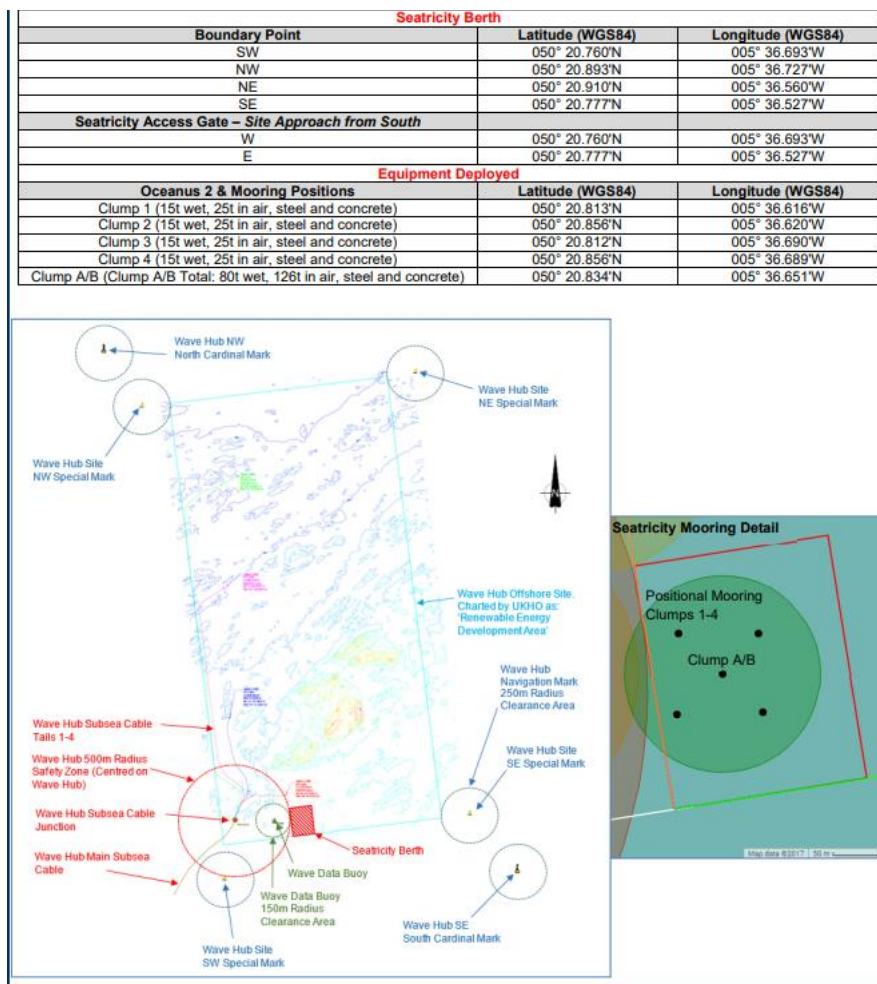 Seatricity Berth
Boundary Point Latitude (WGS84) Longitude (WGS84)
SW 050° 20.760'N 005° 36.693'W
NW 050° 20.893'N 005° 36.727'W
NE 050° 20.910'N 005° 36.560'W
SE 050° 20.777'N 005° 36.527'W
Seatricity Access Gate – Site Approach from South
W 050° 20.760'N 005° 36.693'W
E 050° 20.777'N 005° 36.527'W
Equipment Deployed
Oceanus 2 & Mooring Positions Latitude (WGS84) Longitude (WGS84)
Clump 1 (15t wet, 25t in air, steel and concrete) 050° 20.813'N 005° 36.616'W
Clump 2 (15t wet, 25t in air, steel and concrete) 050° 20.856'N 005° 36.620'W
Clump 3 (15t wet, 25t in air, steel and concrete) 050° 20.812'N 005° 36.690'W
Clump 4 (15t wet, 25t in air, steel and concrete) 050° 20.856'N 005° 36.689'W
Clump A/B (Clump A/B Total: 80t wet, 126t in air, steel and concrete) 050° 20.834'N 005° 36.651'W
Wave Hub NW
North Cardinal Mark
Wave Hub Site
NE Special Mark
Wave Hub Site
NW Special Mark
N
Wave Hub Offshore Site.
Charted by UKHO as:
'Renewable Energy
Development Area'
Wave Hub
Navigation Mark
250m Radius
Clearance Area
Wave Hub Subsea Cable
Tails 1-4
Wave Hub 500m Radius
Safety Zone (Centred on
Wave Hub)
Wave Hub Site
SE Special Mark
Wave Hub Subsea Cable
Junction
Seatricity Berth
Wave Hub Main Subsea
Cable
Wave Data Buoy
Wave Data Buoy
150m Radius
Clearance Area
Wave Hub SE
South Cardinal Mark
Wave Hub Site
SW Special Mark
Seatricity Mooring Detail
Positional Mooring
Clumps 1-4
Clump A/B
Map data ©2017 50 m